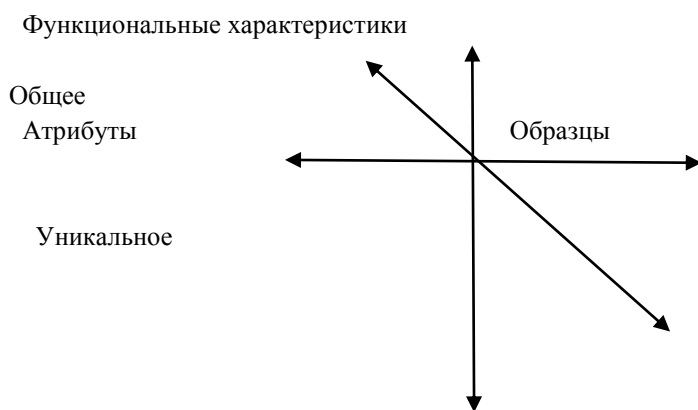 Функциональные характеристики
Общее
Атрибуты
Образцы
Уникальное